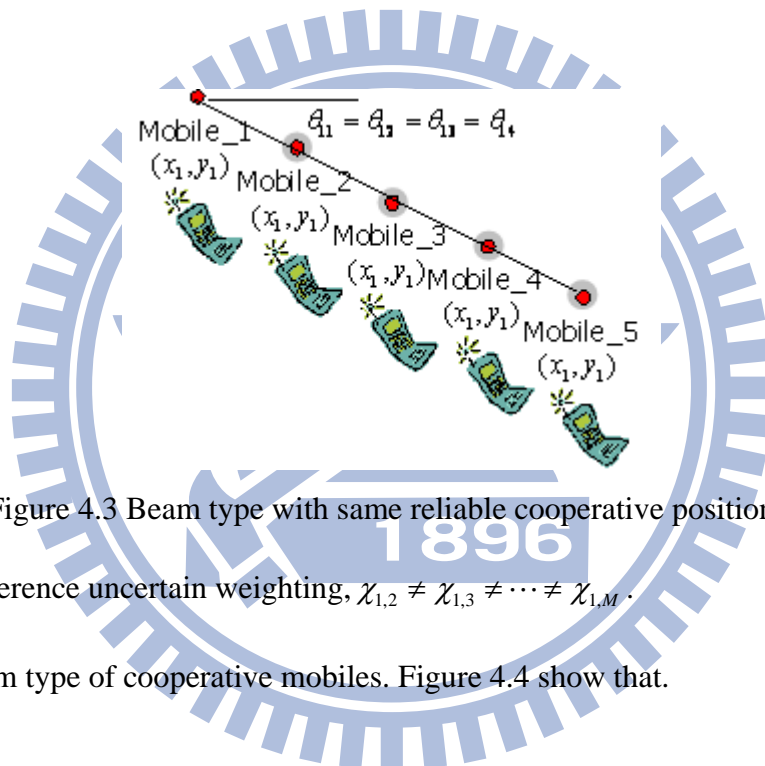 θ₁₁ = θ₁₂ = θ₁₃ = θ₁₄
Mobile_1
(x₁, y₁)
Mobile_2
(x₁, y₁)
Mobile_3
(x₁, y₁)
Mobile_4
(x₁, y₁)
Mobile_5
(x₁, y₁)
Figure 4.3 Beam type with same reliable cooperative position
1896
erence uncertain weighting, χ₁,₂ ≠ χ₁,₃ ≠ ⋯ ≠ χ₁,M .
m type of cooperative mobiles. Figure 4.4 show that.